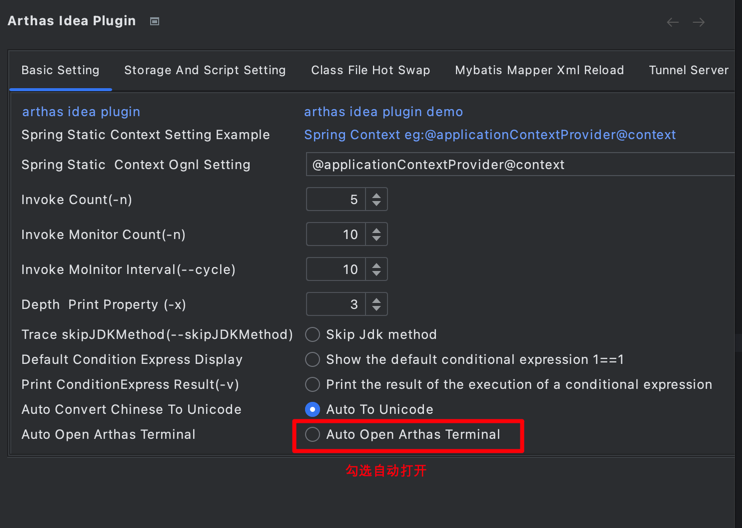 Arthas Idea Plugin
Basic Setting Storage And Script Setting Class File Hot Swap Mybatis Mapper Xml Reload Tunnel Server
arthas idea plugin arthas idea plugin demo
Spring Static Context Setting Example Spring Context eg:@applicationContextProvider@context
Spring Static Context Ognl Setting @applicationContextProvider@context
Invoke Count(-n) 5
Invoke Monitor Count(-n) 10
Invoke MoInitor Interval(--cycle) 10
Depth Print Property (-x) 3
Trace skipJDKMethod(--skipJDKMethod) Skip Jdk method
Default Condition Express Display Show the default conditional expression 1==1
Print ConditionExpress Result(-v) Print the result of the execution of a conditional expression
Auto Convert Chinese To Unicode Auto To Unicode
Auto Open Arthas Terminal Auto Open Arthas Terminal
勾选自动打开